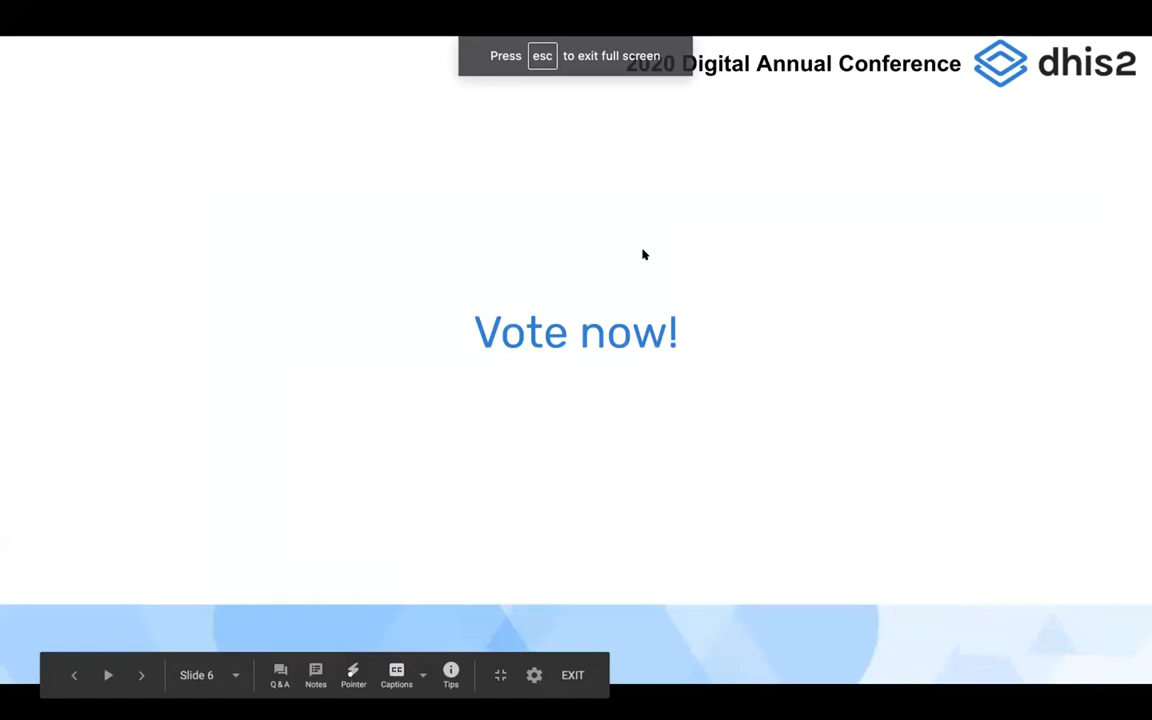 Press esc to exit full screen
2020 Digital Annual Conference
dhis2
Vote now!
Slide 6
Q & A
Notes
Pointer
CC
Captions
Tips
EXIT